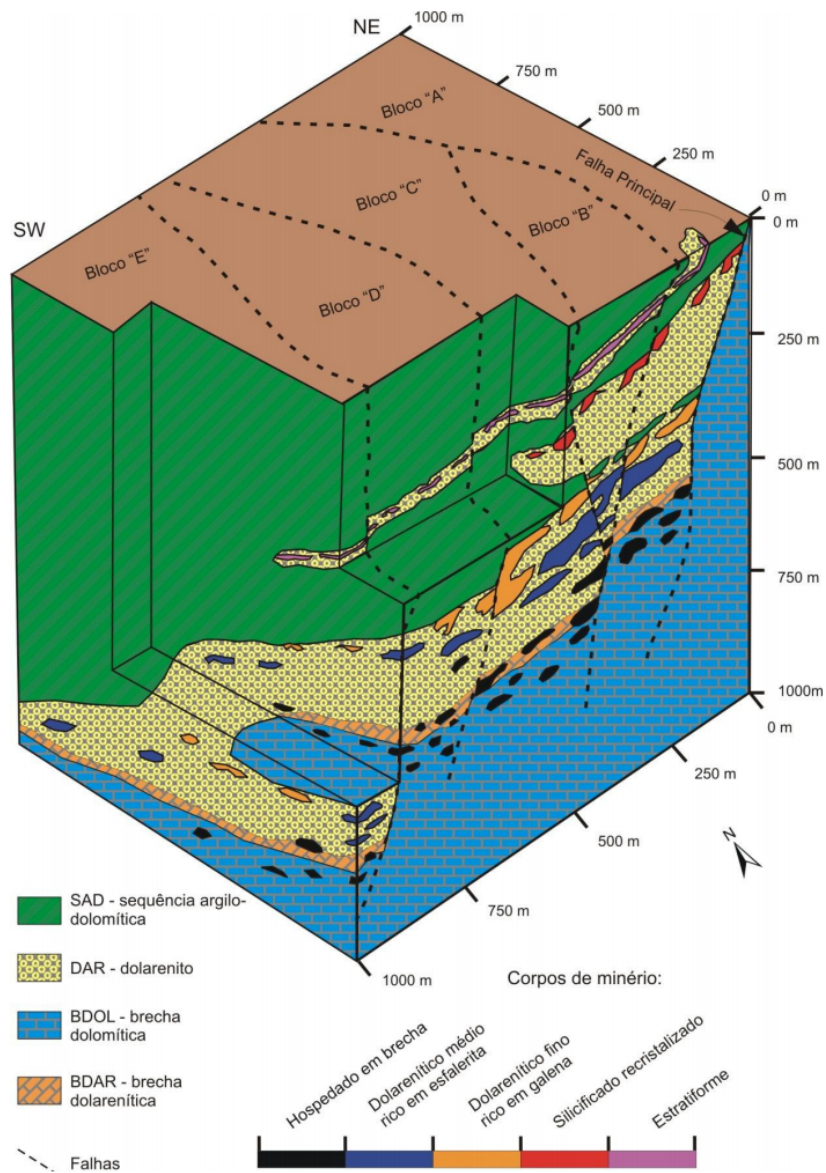 NE
1000 m
750 m
500 m
250 m
0 m
0 m
Falha Principal
Bloco "A"
Bloco "C"
Bloco "B"
SW
Bloco "E"
Bloco "D"
250 m
500 m
750 m
1000m
0 m
250 m
500 m
750 m
1000 m
N
SAD - sequência argilo-
dolomítica
DAR - dolarenito
BDOL - brecha
dolomítica
BDAR - brecha
dolarenítica
Falhas
Corpos de minério:
Hospedado em brecha
Dolarenítico médio
rico em esfalerita
Dolarenítico fino
rico em galena
Silicificado recristalizado
Estratiforme